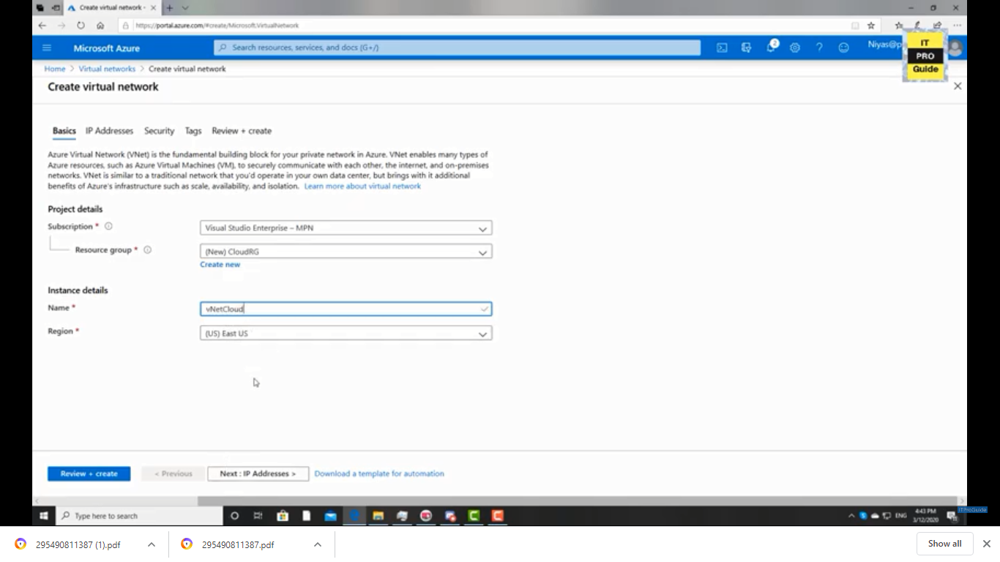 Create virtual network -
https://portal.azure.com/#create/Microsoft.VirtualNetwork
Microsoft Azure
Search resources, services, and docs (G+/)
2
Niyas@p
IT
PRO
Guide
Home > Virtual networks > Create virtual network
Create virtual network
Basics IP Addresses Security Tags Review + create
Azure Virtual Network (VNet) is the fundamental building block for your private network in Azure. VNet enables many types of
Azure resources, such as Azure Virtual Machines (VM), to securely communicate with each other, the internet, and on-premises
networks. VNet is similar to a traditional network that you'd operate in your own data center, but brings with it additional
benefits of Azure's infrastructure such as scale, availability, and isolation. Learn more about virtual network
Project details
Subscription *
Visual Studio Enterprise – MPN
Resource group *
(New) CloudRG
Create new
Instance details
Name *
vNetCloud
Region *
(US) East US
Review + create
< Previous
Next : IP Addresses >
Download a template for automation
Type here to search
ENG
4:43 PM
3/12/2020
ITProGuide
295490811387 (1).pdf
295490811387.pdf
Show all